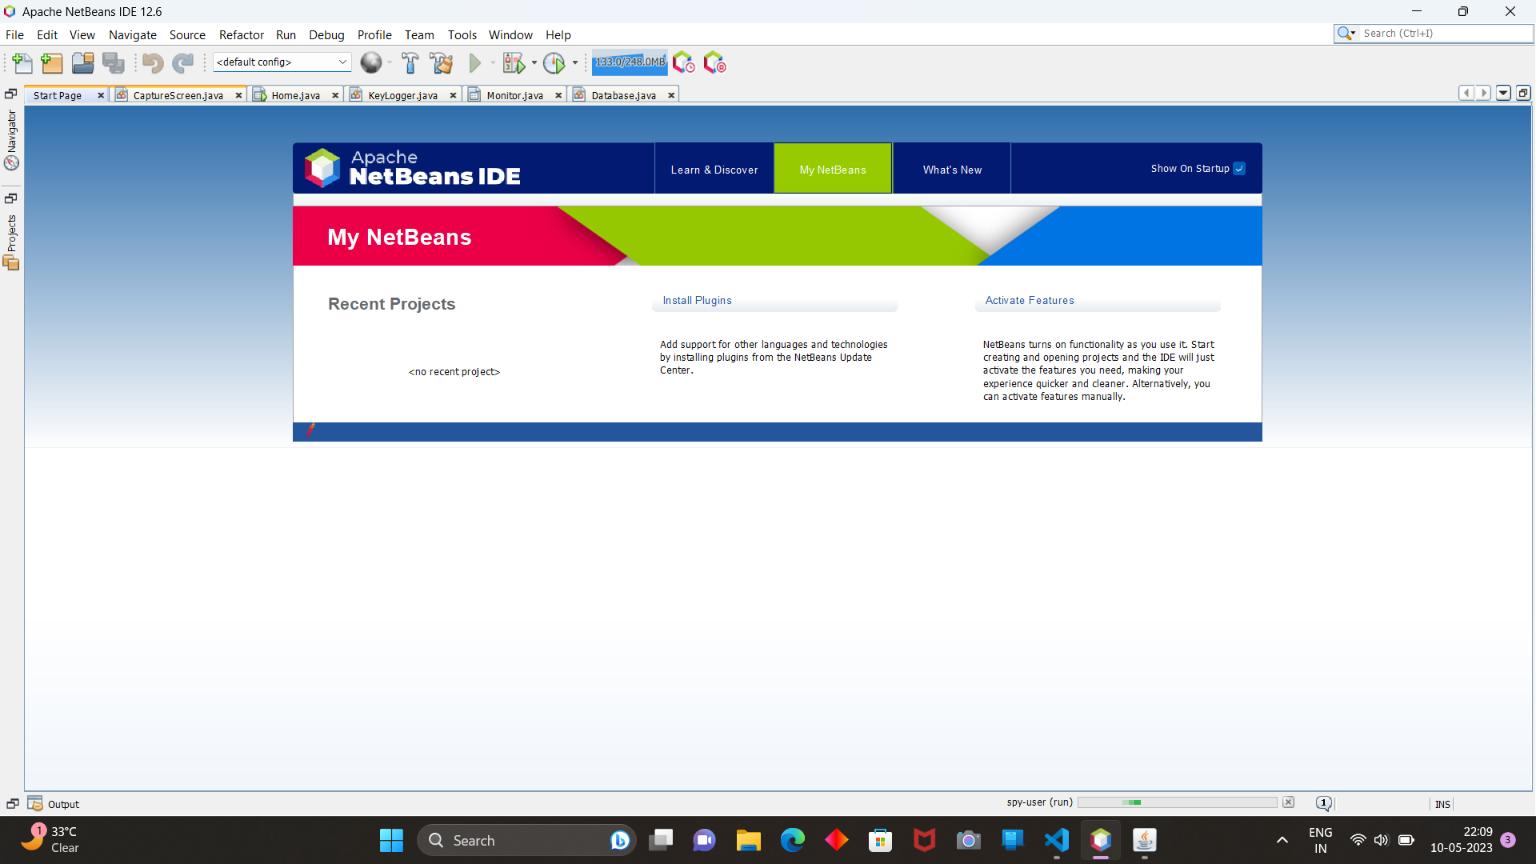 Apache NetBeans IDE 12.6
File Edit View Navigate Source Refactor Run Debug Profile Team Tools Window Help
Search (Ctrl+I)
<default config>
133.0/248.0MB
Start Page
CaptureScreen.java
Home.java
KeyLogger.java
Monitor.java
Database.java
Navigator
Projects
Apache
NetBeans IDE
Learn & Discover
My NetBeans
What's New
Show On Startup
My NetBeans
Recent Projects
<no recent project>
Install Plugins
Add support for other languages and technologies
by installing plugins from the NetBeans Update
Center.
Activate Features
NetBeans turns on functionality as you use it. Start
creating and opening projects and the IDE will just
activate the features you need, making your
experience quicker and cleaner. Alternatively, you
can activate features manually.
Output
spy-user (run)
1
INS
1
33°C
Clear
Search
ENG
IN
22:09
10-05-2023
3